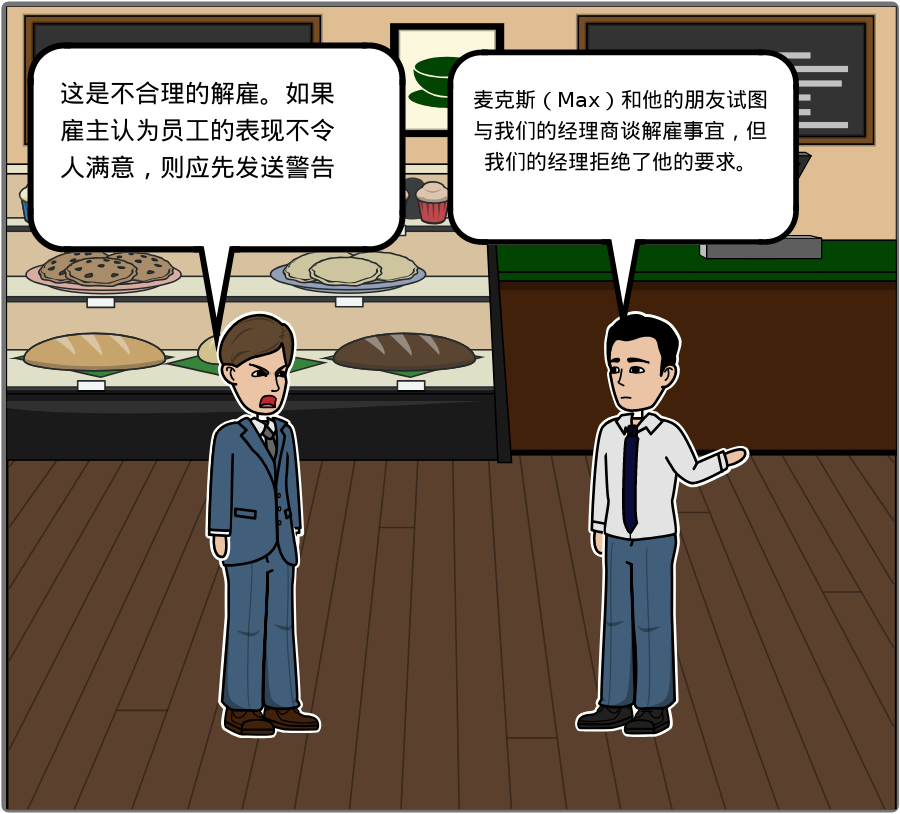 这是不合理的解雇。如果
雇主认为员工的表现不令
人满意，则应先发送警告
麦克斯（Max）和他的朋友试图
与我们的经理商谈解雇事宜，但
我们的经理拒绝了他的要求。